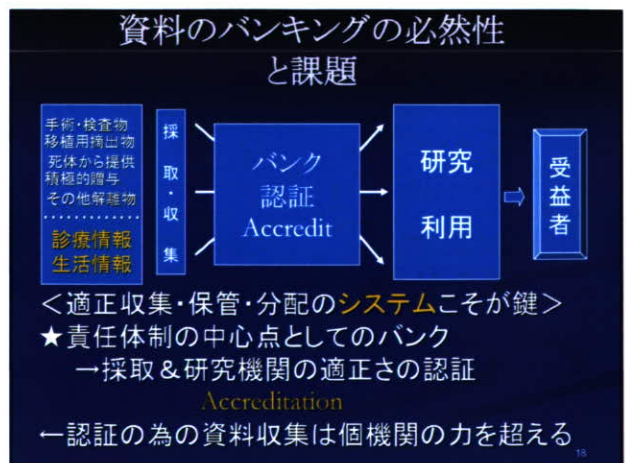 資料のバンキングの必然性
と課題
手術・検査物
移植用摘出物
死体から提供
積極的贈与
その他解離物
診療情報
生活情報
採取・収集
バンク
認証
Accredit
研究
利用
受益者
＜適正収集・保管・分配のシステムこそが鍵＞
★責任体制の中心点としてのバンク
→採取＆研究機関の適正さの認証
Accreditation
←認証の為の資料収集は個機関の力を超える
18